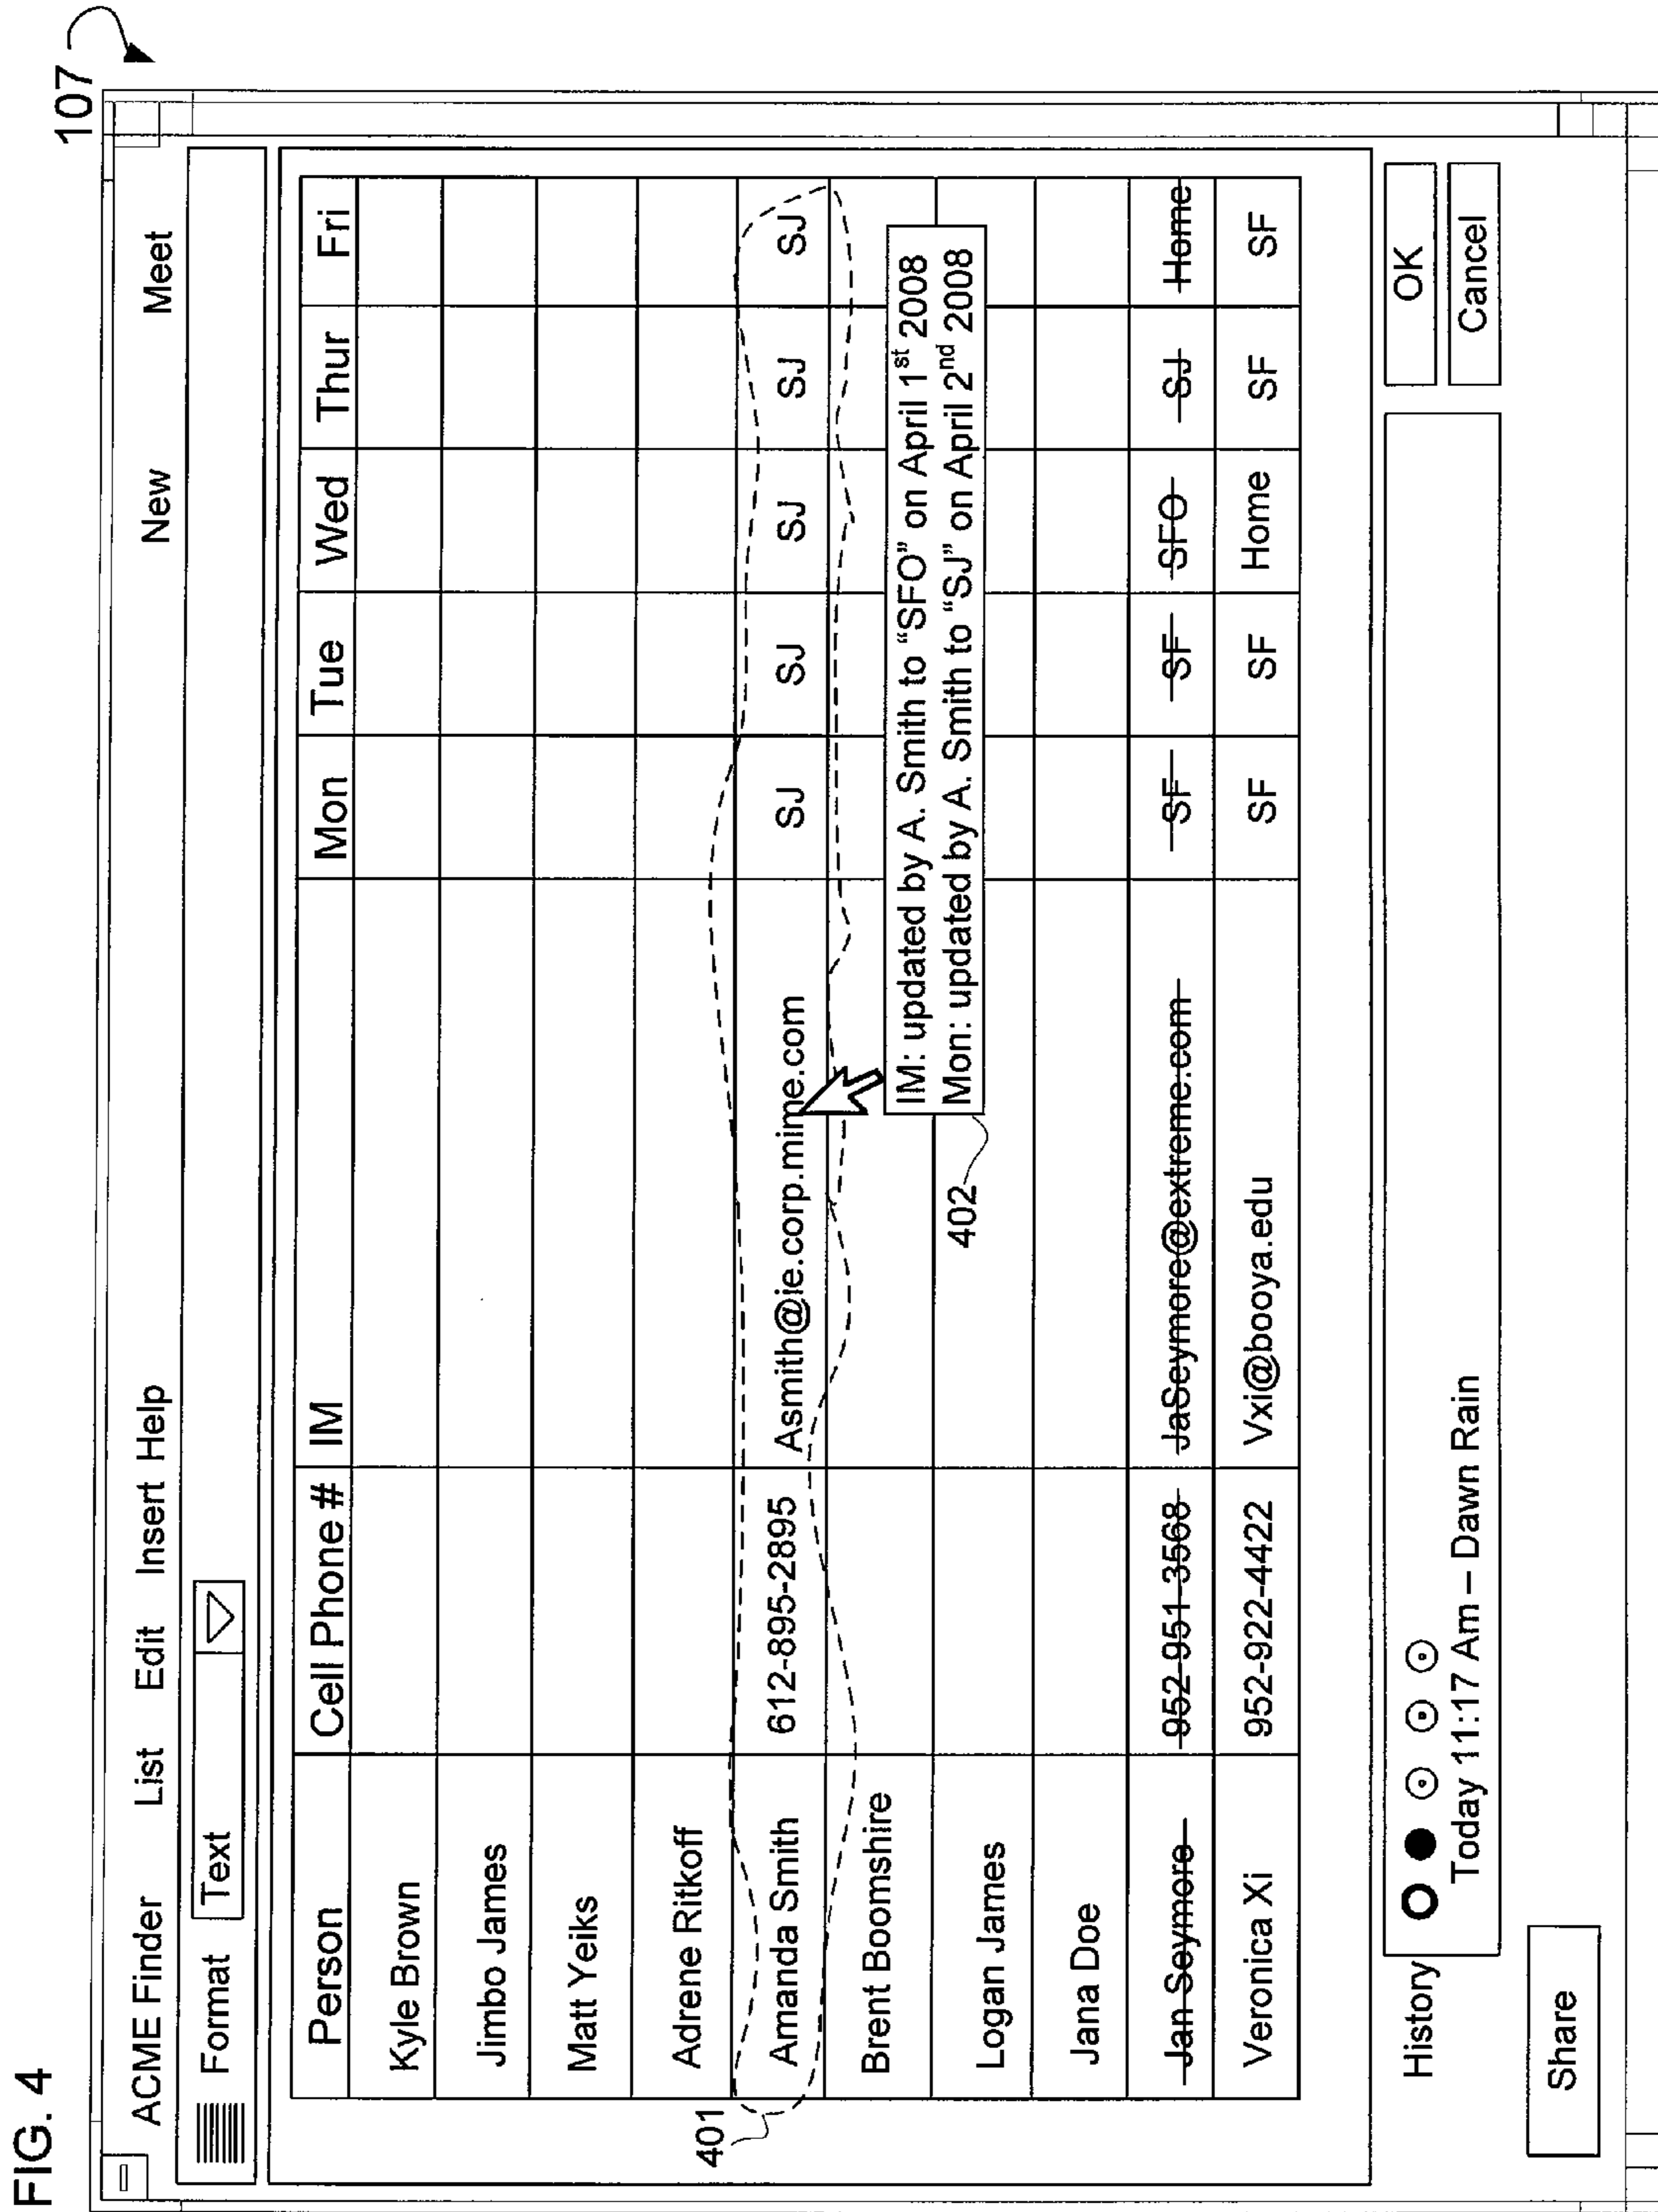 FIG. 4
107
ACME Finder List Edit Insert Help New Meet
Format Text
Person Cell Phone # IM Mon Tue Wed Thur Fri
Kyle Brown
Jimbo James
Matt Yeiks
Adrene Ritkoff
401
Amanda Smith 612-895-2895 Asmith@ie.corp.mime.com SJ SJ SJ SJ SJ
Brent Boomshire
IM: updated by A. Smith to “SFO” on April 1st 2008
Mon: updated by A. Smith to “SJ” on April 2nd 2008
402
Logan James
Jana Doe
Jan Seymore 952-951-3568 JaSeymore@extreme.com SF SF SFO SJ Home
Veronica Xi 952-922-4422 Vxi@booya.edu SF SF Home SF SF
History
Today 11:17 Am – Dawn Rain
OK
Cancel
Share